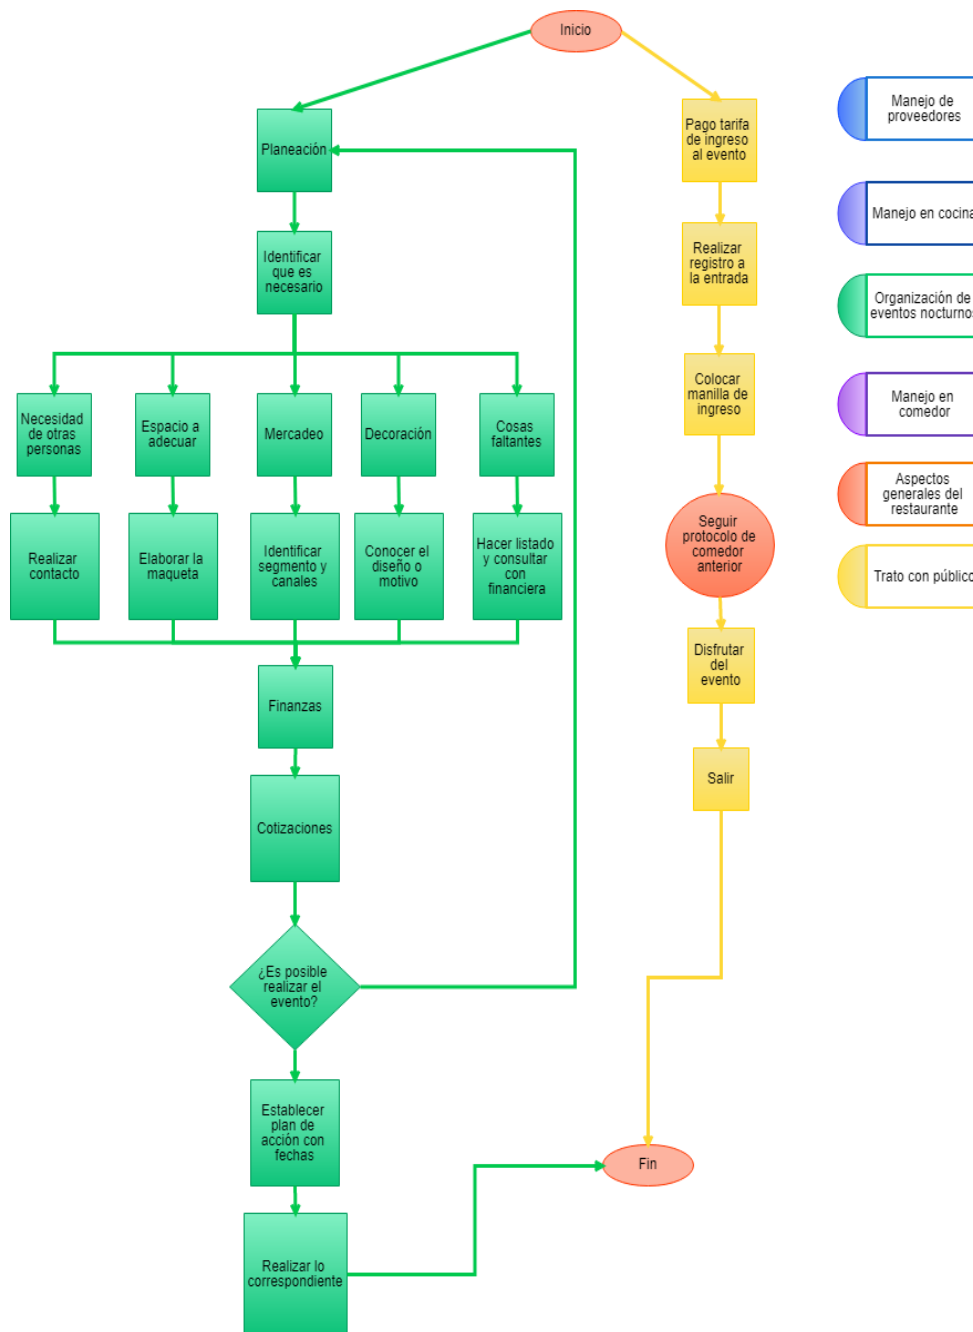 Inicio
Planeación
Identificar
que es
necesario
Necesidad
de otras
personas
Espacio a
adecuar
Mercadeo
Decoración
Cosas
faltantes
Realizar
contacto
Elaborar la
maqueta
Identificar
segmento y
canales
Conocer el
diseño o
motivo
Hacer listado
y consultar
con
financiera
Finanzas
Cotizaciones
¿Es posible
realizar el
evento?
Establecer
plan de
acción con
fechas
Realizar lo
correspondiente
Pago tarifa
de ingreso
al evento
Realizar
registro a
la entrada
Colocar
manilla de
ingreso
Seguir
protocolo de
comedor
anterior
Disfrutar
del
evento
Salir
Fin
Manejo de
proveedores
Manejo en cocina
Organización de
eventos nocturnos
Manejo en
comedor
Aspectos
generales del
restaurante
Trato con público